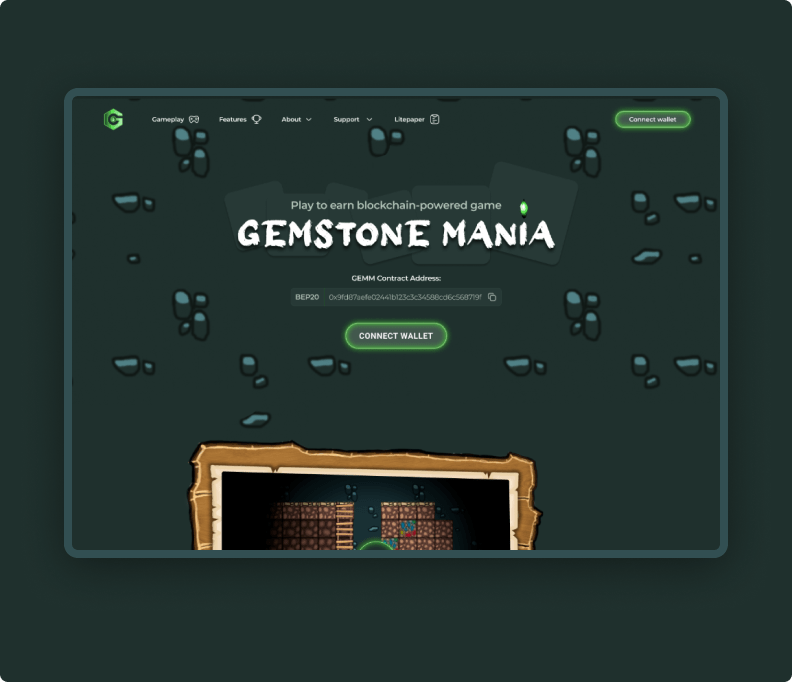 Gameplay Features About Support Litepaper Connect wallet
Play to earn blockchain-powered game
GEMSTONE MANIA
GEMM Contract Address:
BEP20
CONNECT WALLET